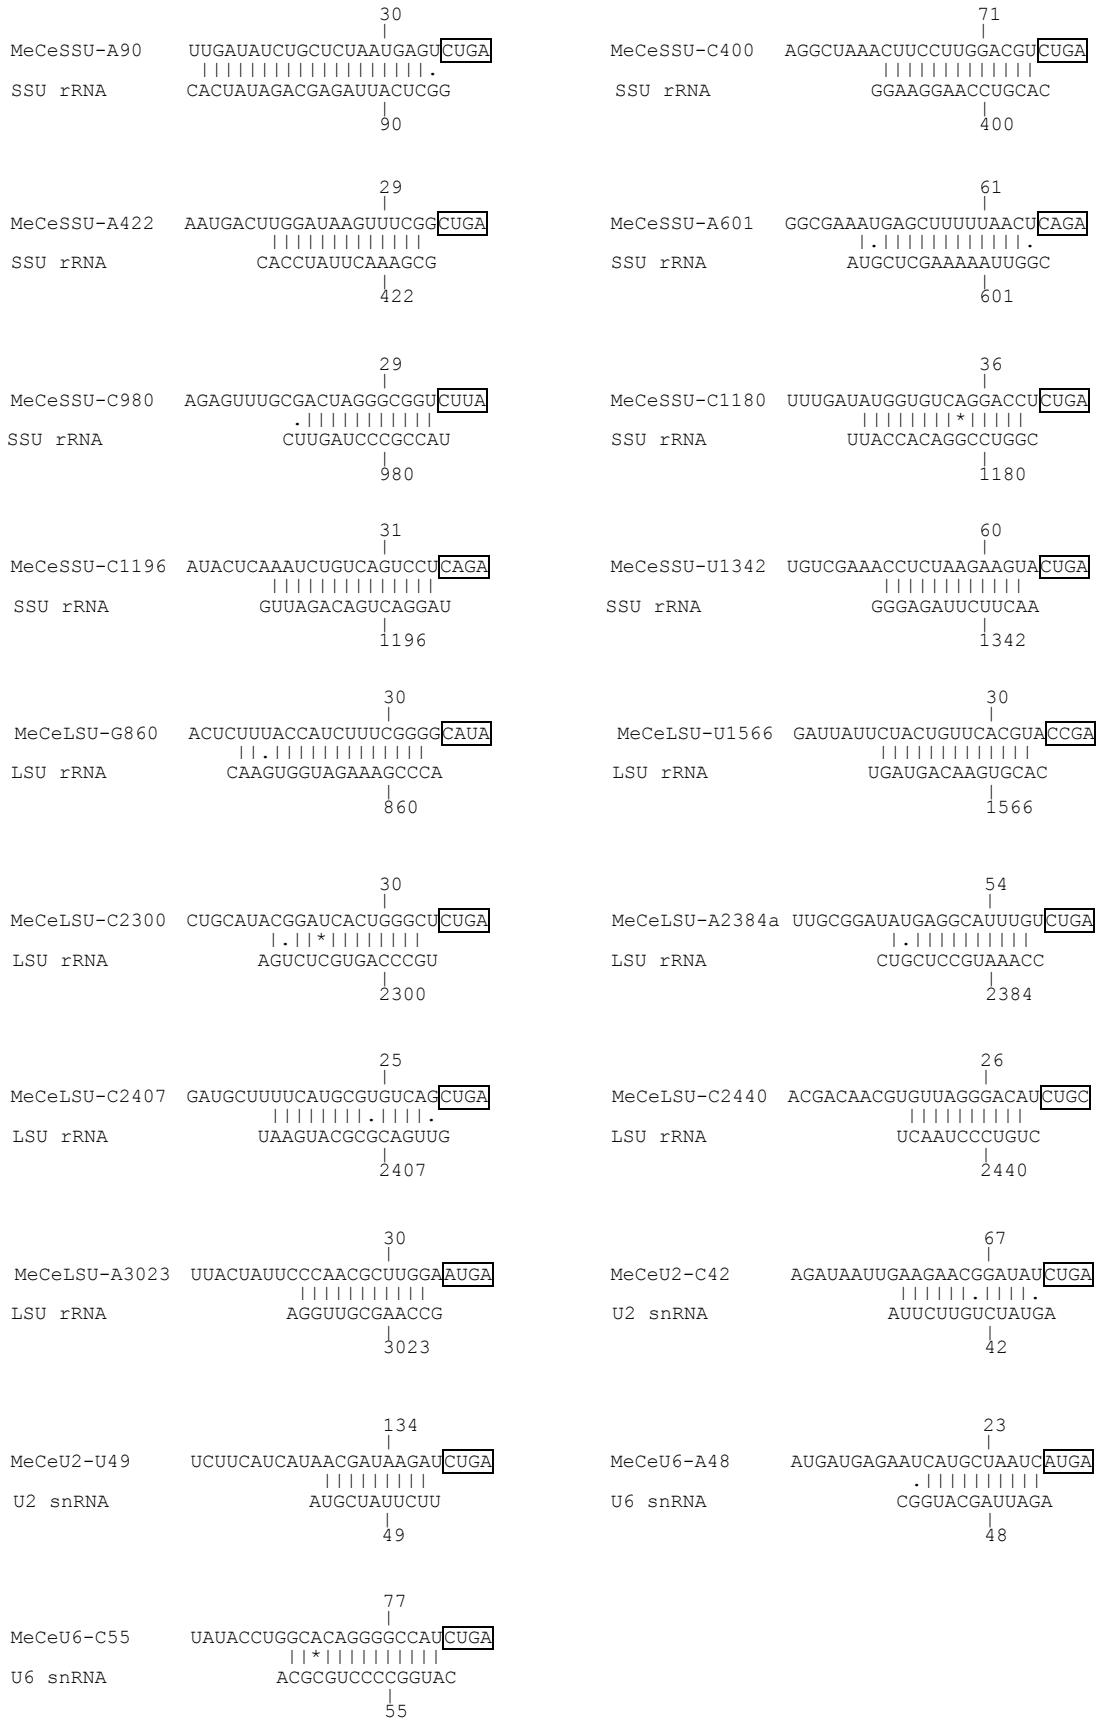 30
MeCeSSU-A90 UUGAUAUCUGCUCUAAUGAGUCUGA
|||||||||||||||||||.
SSU rRNA CACUAUAGACGAGAUUACUCGG
90
71
MeCeSSU-C400 AGGCUAAACUUCCUUGGACGUCUGA
|||||||||||||
SSU rRNA GGAAGGAACCUGCAC
400
29
MeCeSSU-A422 AAUGACUUGGAUAAGUUUCGGCUGA
|||||||||||||
SSU rRNA CACCUAUUCAAAGCG
422
61
MeCeSSU-A601 GGCGAAAUGAGCUUUUUAACUCAGA
|.||||||||||||.
SSU rRNA AUGCUCGAAAAAUUGGC
601
29
MeCeSSU-C980 AGAGUUUGCGACUAGGGCGGUCUUA
.|||||||||||
SSU rRNA CUUGAUCCCGCCAU
980
36
MeCeSSU-C1180 UUUGAUAUGGUGUCAGGACCUCUGA
||||||||*|||||
SSU rRNA UUACCACAGGCCUGGC
1180
31
MeCeSSU-C1196 AUACUCAAAUCUGUCAGUCCUCAGA
||||||||||||||
SSU rRNA GUUAGACAGUCAGGAU
1196
60
MeCeSSU-U1342 UGUCGAAACCUCUAAGAAGUACUGA
||||||||||||
SSU rRNA GGGAGAUUCUUCAA
1342
30
MeCeLSU-G860 ACUCUUUACCAUCUUUCGGGGCAUA
||.|||||||||||||
LSU rRNA CAAGUGGUAGAAAGCCCA
860
30
MeCeLSU-U1566 GAUUAUUCUACUGUUCACGUACCGA
|||||||||||||
LSU rRNA UGAUGACAAGUGCAC
1566
30
MeCeLSU-C2300 CUGCAUACGGAUCACUGGGCUCUGA
|.||*||||||||
LSU rRNA AGUCUCGUGACCCGU
2300
54
MeCeLSU-A2384a UUGCGGAUAUGAGGCAUUUGUCUGA
|.||||||||||
LSU rRNA CUGCUCCGUAAACC
2384
25
MeCeLSU-C2407 GAUGCUUUUCAUGCGUGUCAGCUGA
||||||||.||||.
LSU rRNA UAAGUACGCGCAGUUG
2407
26
MeCeLSU-C2440 ACGACAACGUGUUAGGGACAUCUGC
||||||||||
LSU rRNA UCAAUCCCUGUC
2440
30
MeCeLSU-A3023 UUACUAUUCCCAACGCUUGGAAUGA
|||||||||||
LSU rRNA AGGUUGCGAACCG
3023
67
MeCeU2-C42 AGAUAAUUGAAGAACGGAUAUCUGA
||||||.||||.
U2 snRNA AUUCUUGUCUAUGA
42
134
MeCeU2-U49 UCUUCAUCAUAACGAUAAGAUCUGA
|||||||||
U2 snRNA AUGCUAUUCUU
49
23
MeCeU6-A48 AUGAUGAGAAUCAUGCUAAUCAUGA
.||||||||||
U6 snRNA CGGUACGAUUAGA
48
77
MeCeU6-C55 UAUACCUGGCACAGGGGCCAUCUGA
||*||||||||||
U6 snRNA ACGCGUCCCCGGUAC
55